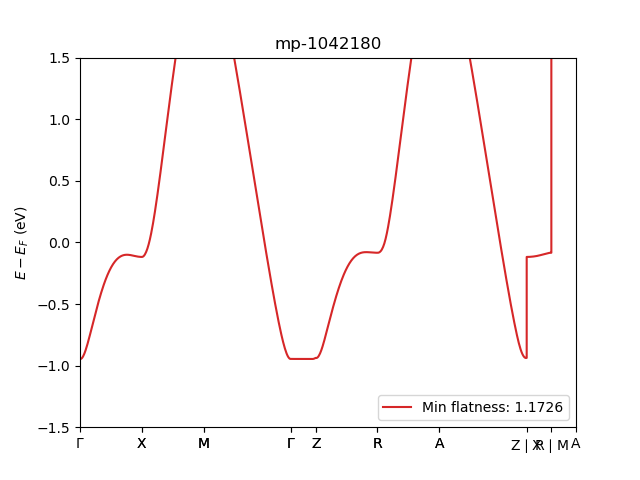 mp-1042180
E − E_F (eV)
1.5
1.0
0.5
0.0
−0.5
−1.0
−1.5
Min flatness: 1.1726
Γ X M Γ Z R A Z | X R | M A